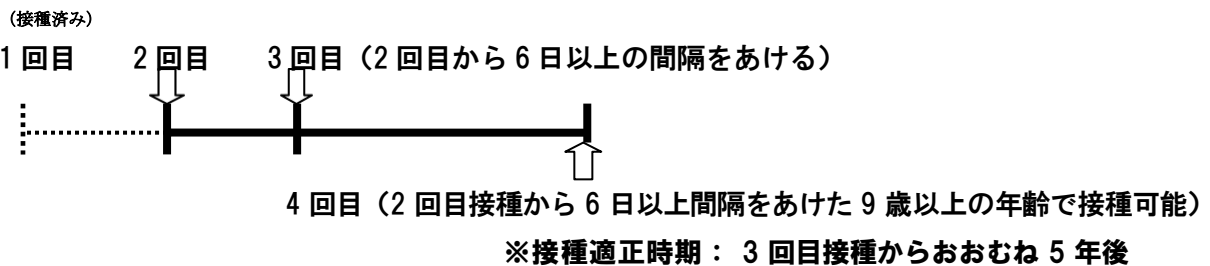 （接種済み）
1回目　2回目　3回目（2回目から6日以上の間隔をあける）
4回目（2回目接種から6日以上間隔をあけた9歳以上の年齢で接種可能）
※接種適正時期： 3回目接種からおおむね 5年後